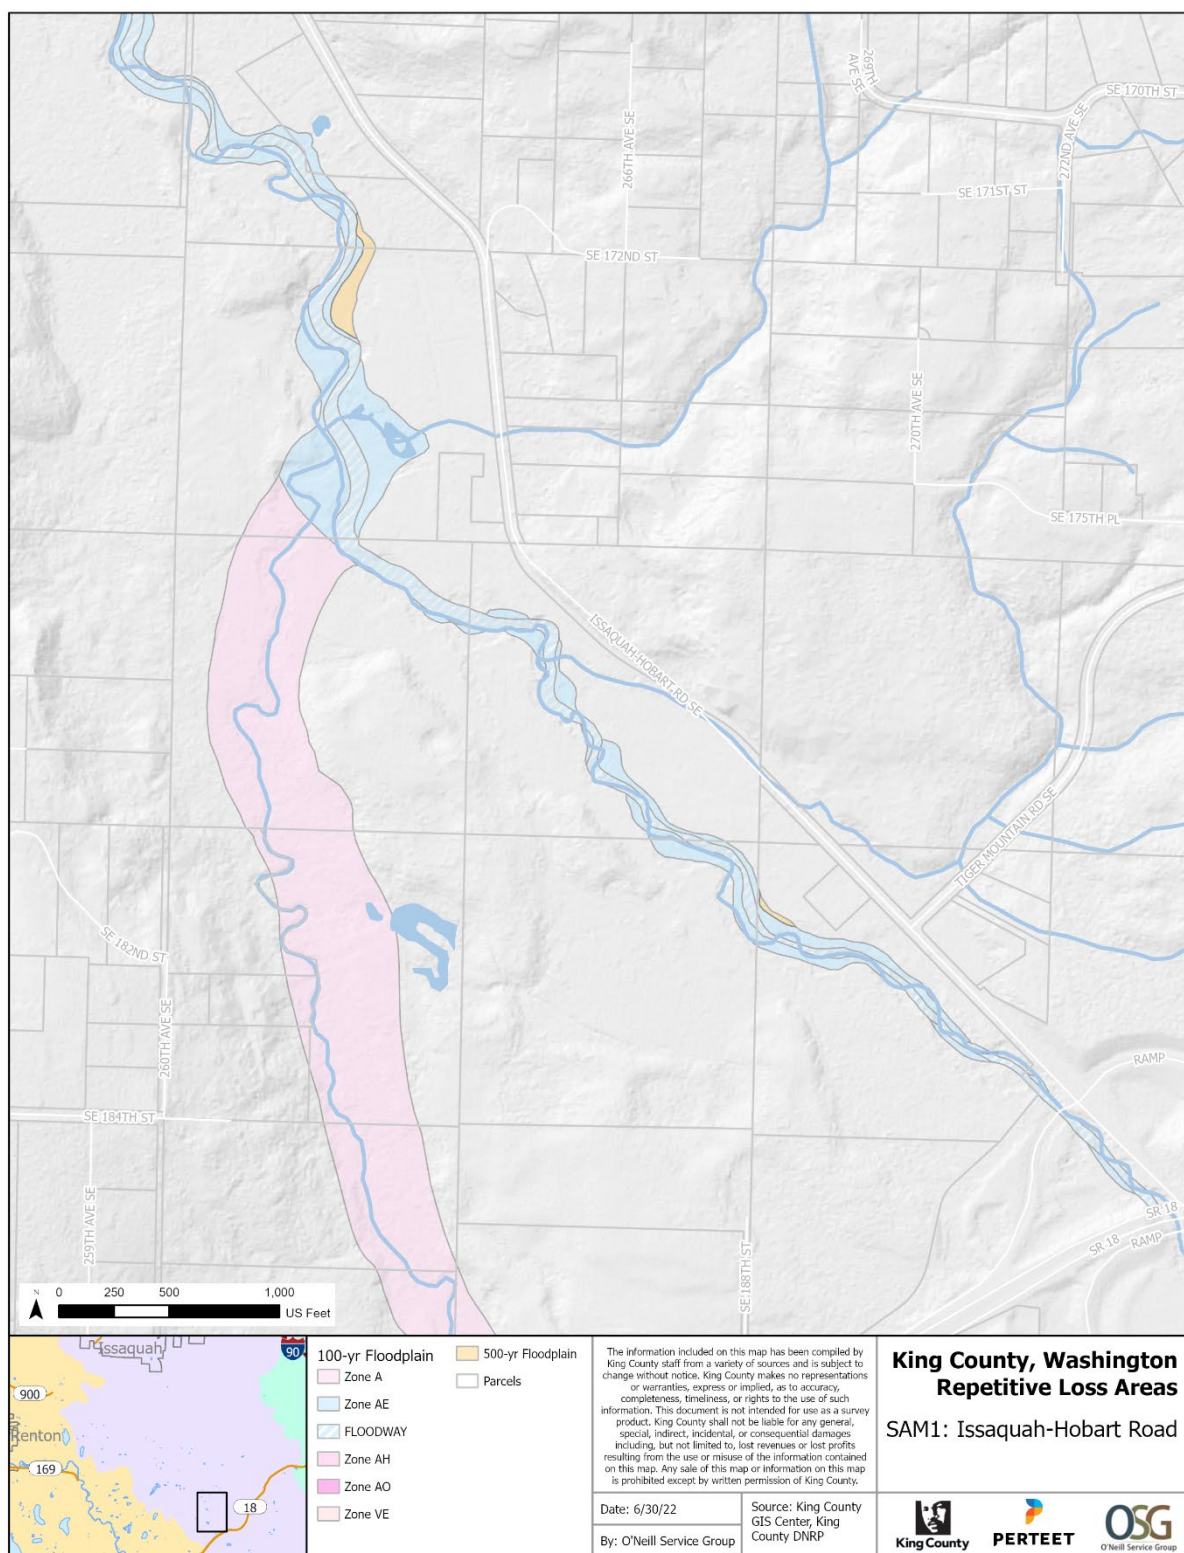 269TH
AVE SE
SE 170TH ST
272ND AVE SE
266TH AVE SE
SE 171ST ST
SE 172ND ST
270TH AVE SE
SE 175TH PL
ISSAQUAH-HOBART RD SE
TIGER MOUNTAIN RD SE
SE 182ND ST
260TH AVE SE
RAMP
SE 184TH ST
259TH AVE SE
SE 188TH ST
SR 18
SR 18
RAMP
N
0 250 500 1,000
US Feet
Issaquah
90
900
Renton
169
18
100-yr Floodplain
Zone A
Zone AE
FLOODWAY
Zone AH
Zone AO
Zone VE
500-yr Floodplain
Parcels
The information included on this map has been compiled by
King County staff from a variety of sources and is subject to
change without notice. King County makes no representations
or warranties, express or implied, as to accuracy,
completeness, timeliness, or rights to the use of such
information. This document is not intended for use as a survey
product. King County shall not be liable for any general,
special, indirect, incidental, or consequential damages
including, but not limited to, lost revenues or lost profits
resulting from the use or misuse of the information contained
on this map. Any sale of this map or information on this map
is prohibited except by written permission of King County.
Date: 6/30/22
By: O'Neill Service Group
Source: King County
GIS Center, King
County DNRP
King County, Washington
Repetitive Loss Areas
SAM1: Issaquah-Hobart Road
King County
PERTEET
OSG
O'Neill Service Group